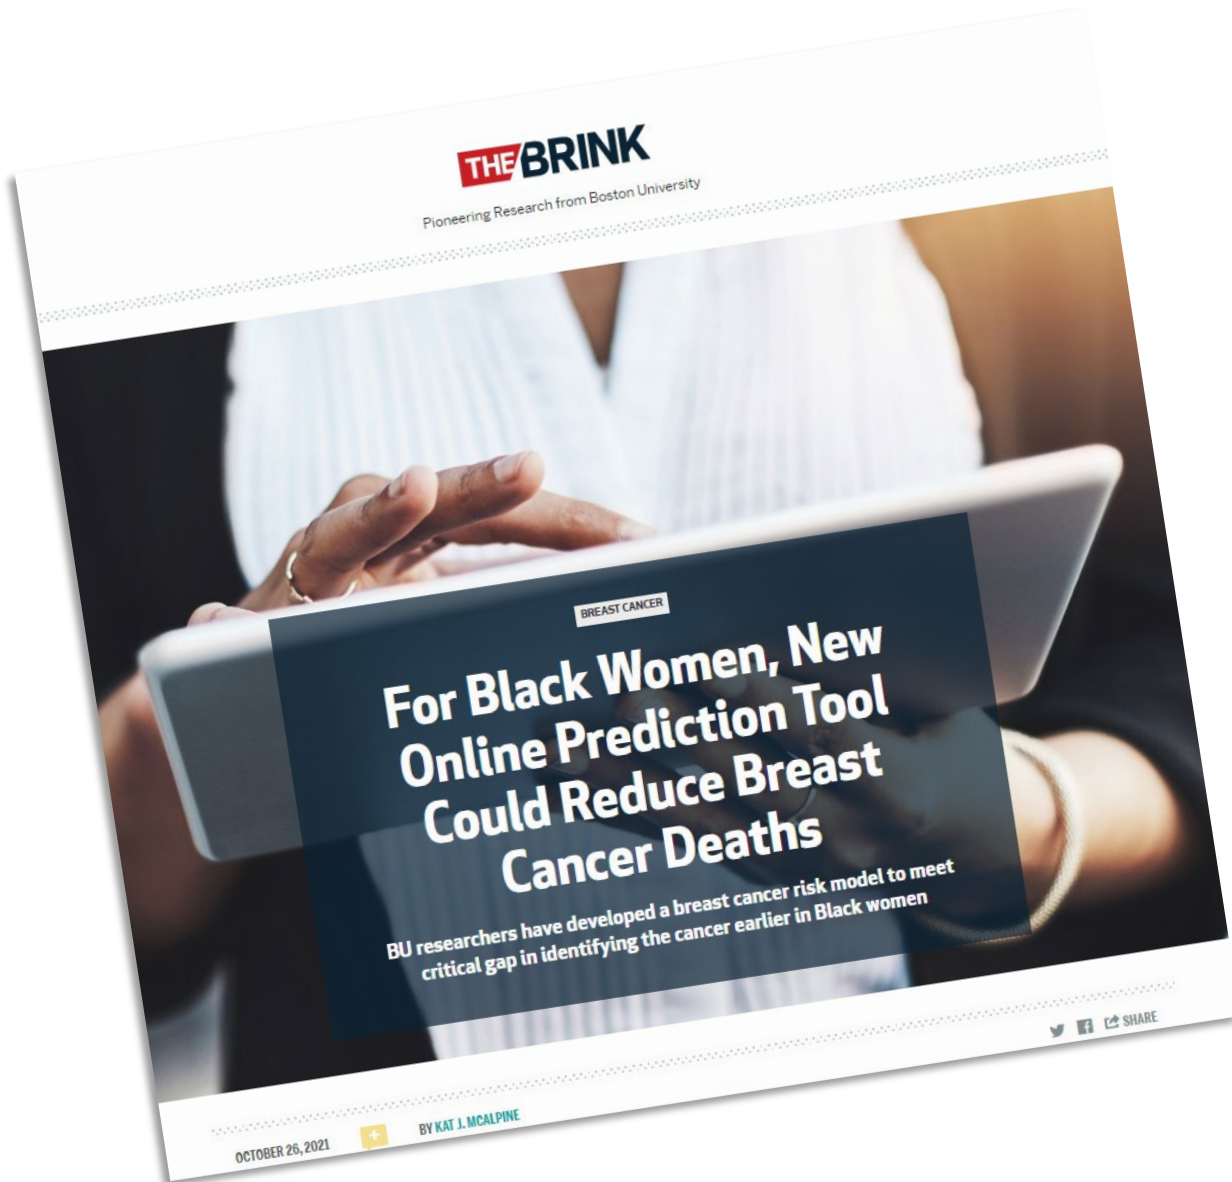 THE BRINK
Pioneering Research from Boston University
BREAST CANCER
For Black Women, New
Online Prediction Tool
Could Reduce Breast
Cancer Deaths
BU researchers have developed a breast cancer risk model to meet
critical gap in identifying the cancer earlier in Black women
SHARE
OCTOBER 26, 2021
BY KAT J. MCALPINE